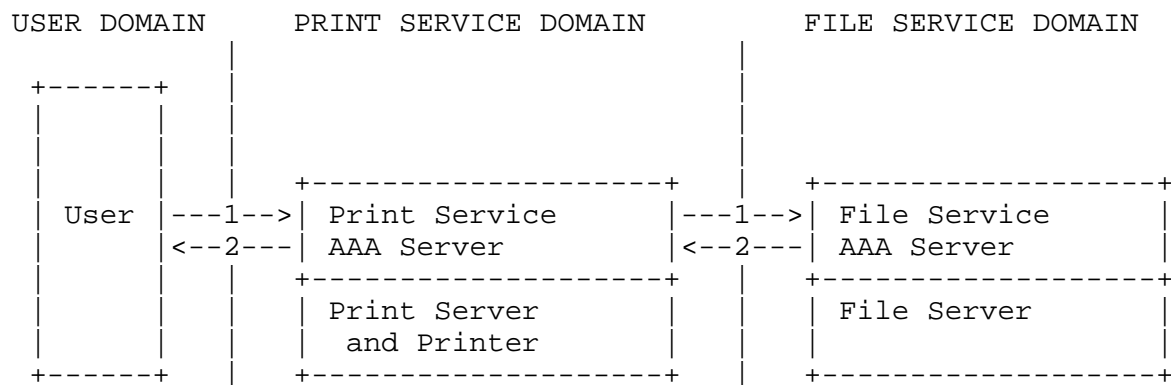 USER DOMAIN PRINT SERVICE DOMAIN FILE SERVICE DOMAIN
User ---1--> Print Service ---1--> File Service
<--2--- AAA Server <--2--- AAA Server
Print Server File Server
and Printer